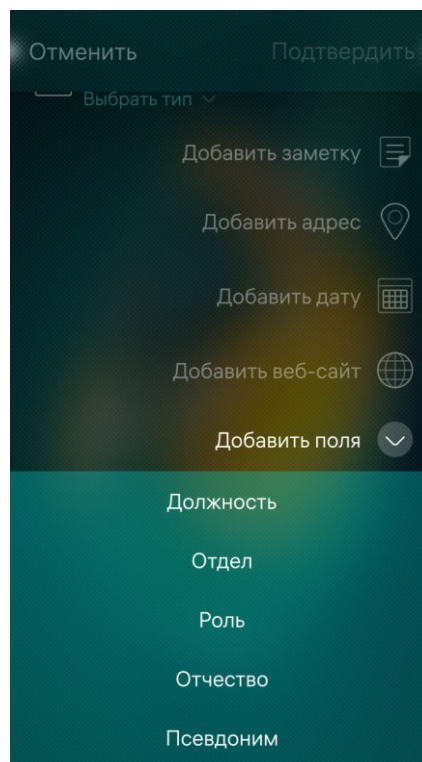 Отменить Подтвердить
Выбрать тип
Добавить заметку
Добавить адрес
Добавить дату
Добавить веб-сайт
Добавить поля
Должность
Отдел
Роль
Отчество
Псевдоним